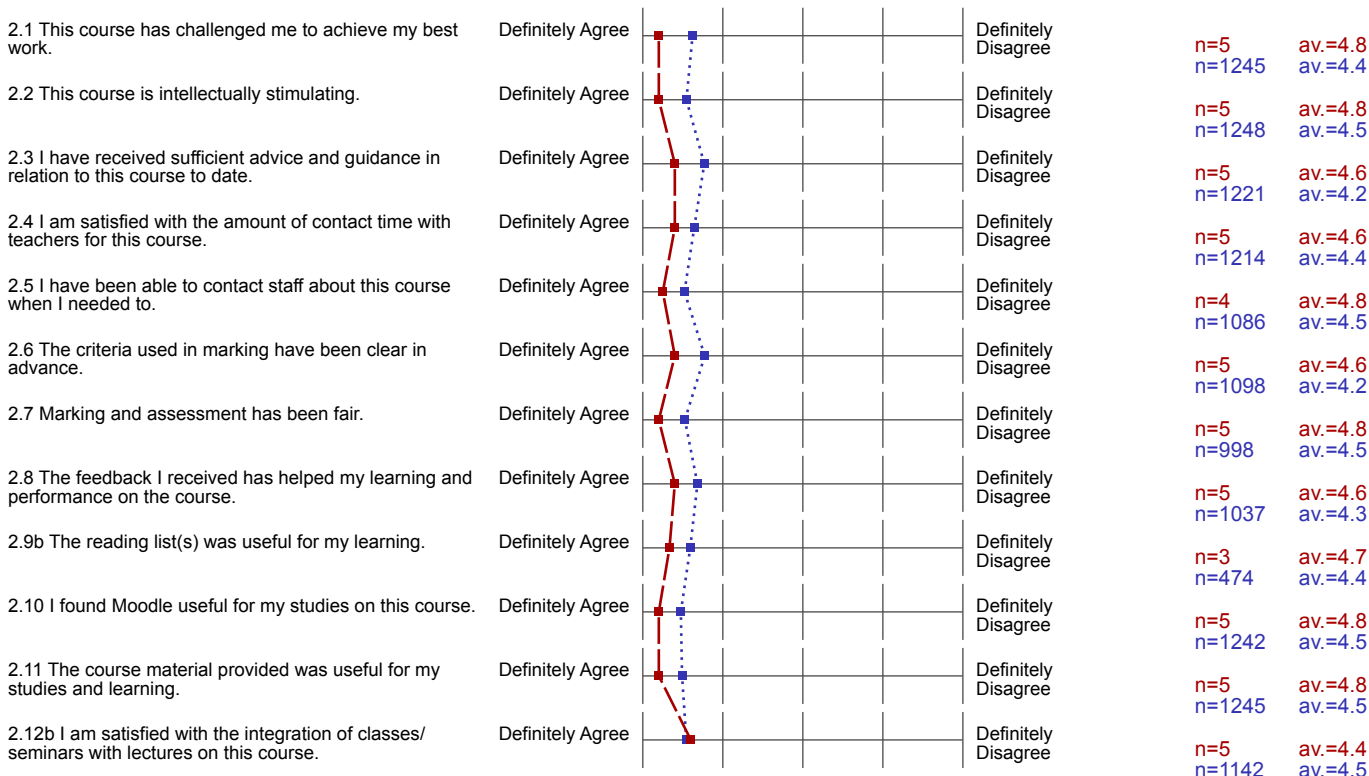 2.1 This course has challenged me to achieve my best work.
Definitely Agree
Definitely Disagree
n=5 av.=4.8
n=1245 av.=4.4
2.2 This course is intellectually stimulating.
Definitely Agree
Definitely Disagree
n=5 av.=4.8
n=1248 av.=4.5
2.3 I have received sufficient advice and guidance in relation to this course to date.
Definitely Agree
Definitely Disagree
n=5 av.=4.6
n=1221 av.=4.2
2.4 I am satisfied with the amount of contact time with teachers for this course.
Definitely Agree
Definitely Disagree
n=5 av.=4.6
n=1214 av.=4.4
2.5 I have been able to contact staff about this course when I needed to.
Definitely Agree
Definitely Disagree
n=4 av.=4.8
n=1086 av.=4.5
2.6 The criteria used in marking have been clear in advance.
Definitely Agree
Definitely Disagree
n=5 av.=4.6
n=1098 av.=4.2
2.7 Marking and assessment has been fair.
Definitely Agree
Definitely Disagree
n=5 av.=4.8
n=998 av.=4.5
2.8 The feedback I received has helped my learning and performance on the course.
Definitely Agree
Definitely Disagree
n=5 av.=4.6
n=1037 av.=4.3
2.9b The reading list(s) was useful for my learning.
Definitely Agree
Definitely Disagree
n=3 av.=4.7
n=474 av.=4.4
2.10 I found Moodle useful for my studies on this course.
Definitely Agree
Definitely Disagree
n=5 av.=4.8
n=1242 av.=4.5
2.11 The course material provided was useful for my studies and learning.
Definitely Agree
Definitely Disagree
n=5 av.=4.8
n=1245 av.=4.5
2.12b I am satisfied with the integration of classes/ seminars with lectures on this course.
Definitely Agree
Definitely Disagree
n=5 av.=4.4
n=1142 av.=4.5